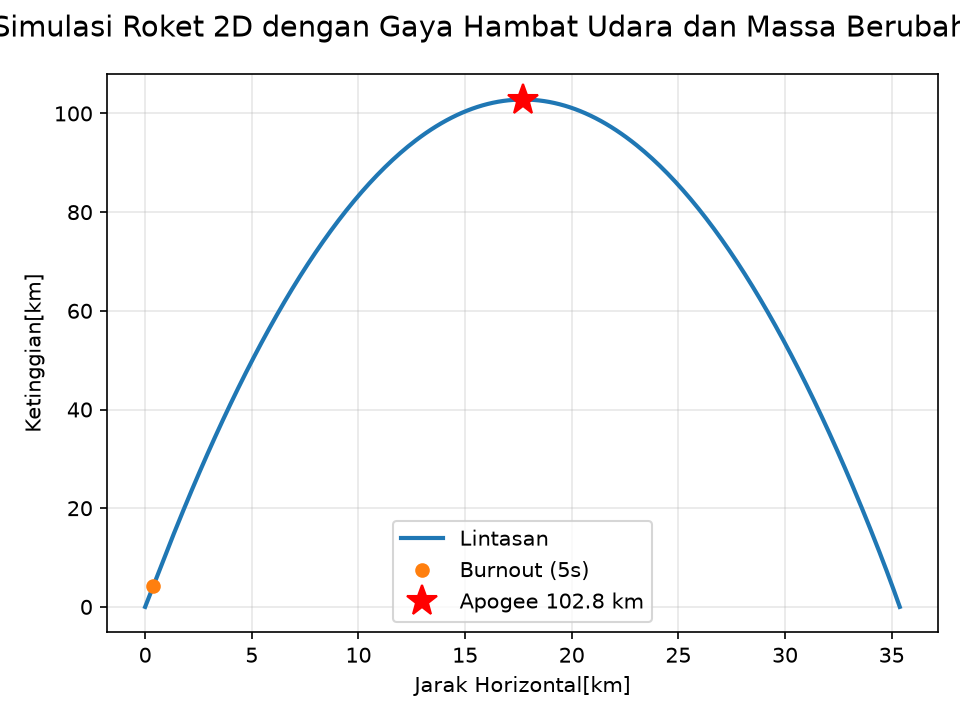 Simulasi Roket 2D dengan Gaya Hambat Udara dan Massa Berubah
100
80
60
40
20
0
Ketinggian[km]
Lintasan
Burnout (5s)
Apogee 102.8 km
0 5 10 15 20 25 30 35
Jarak Horizontal[km]